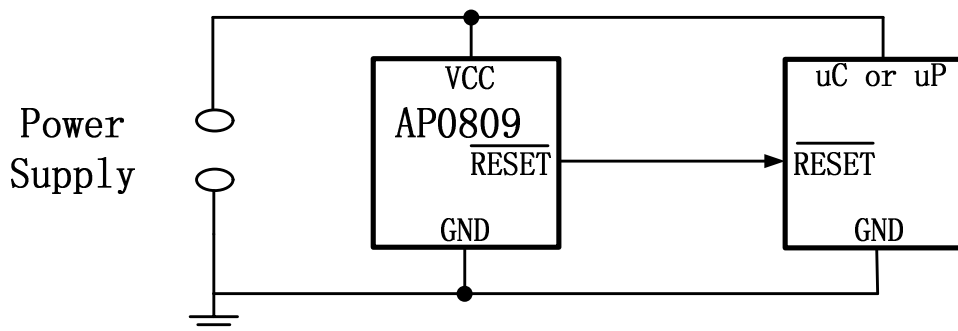 Power
Supply
VCC
AP0809
RESET
GND
uC or uP
RESET
GND